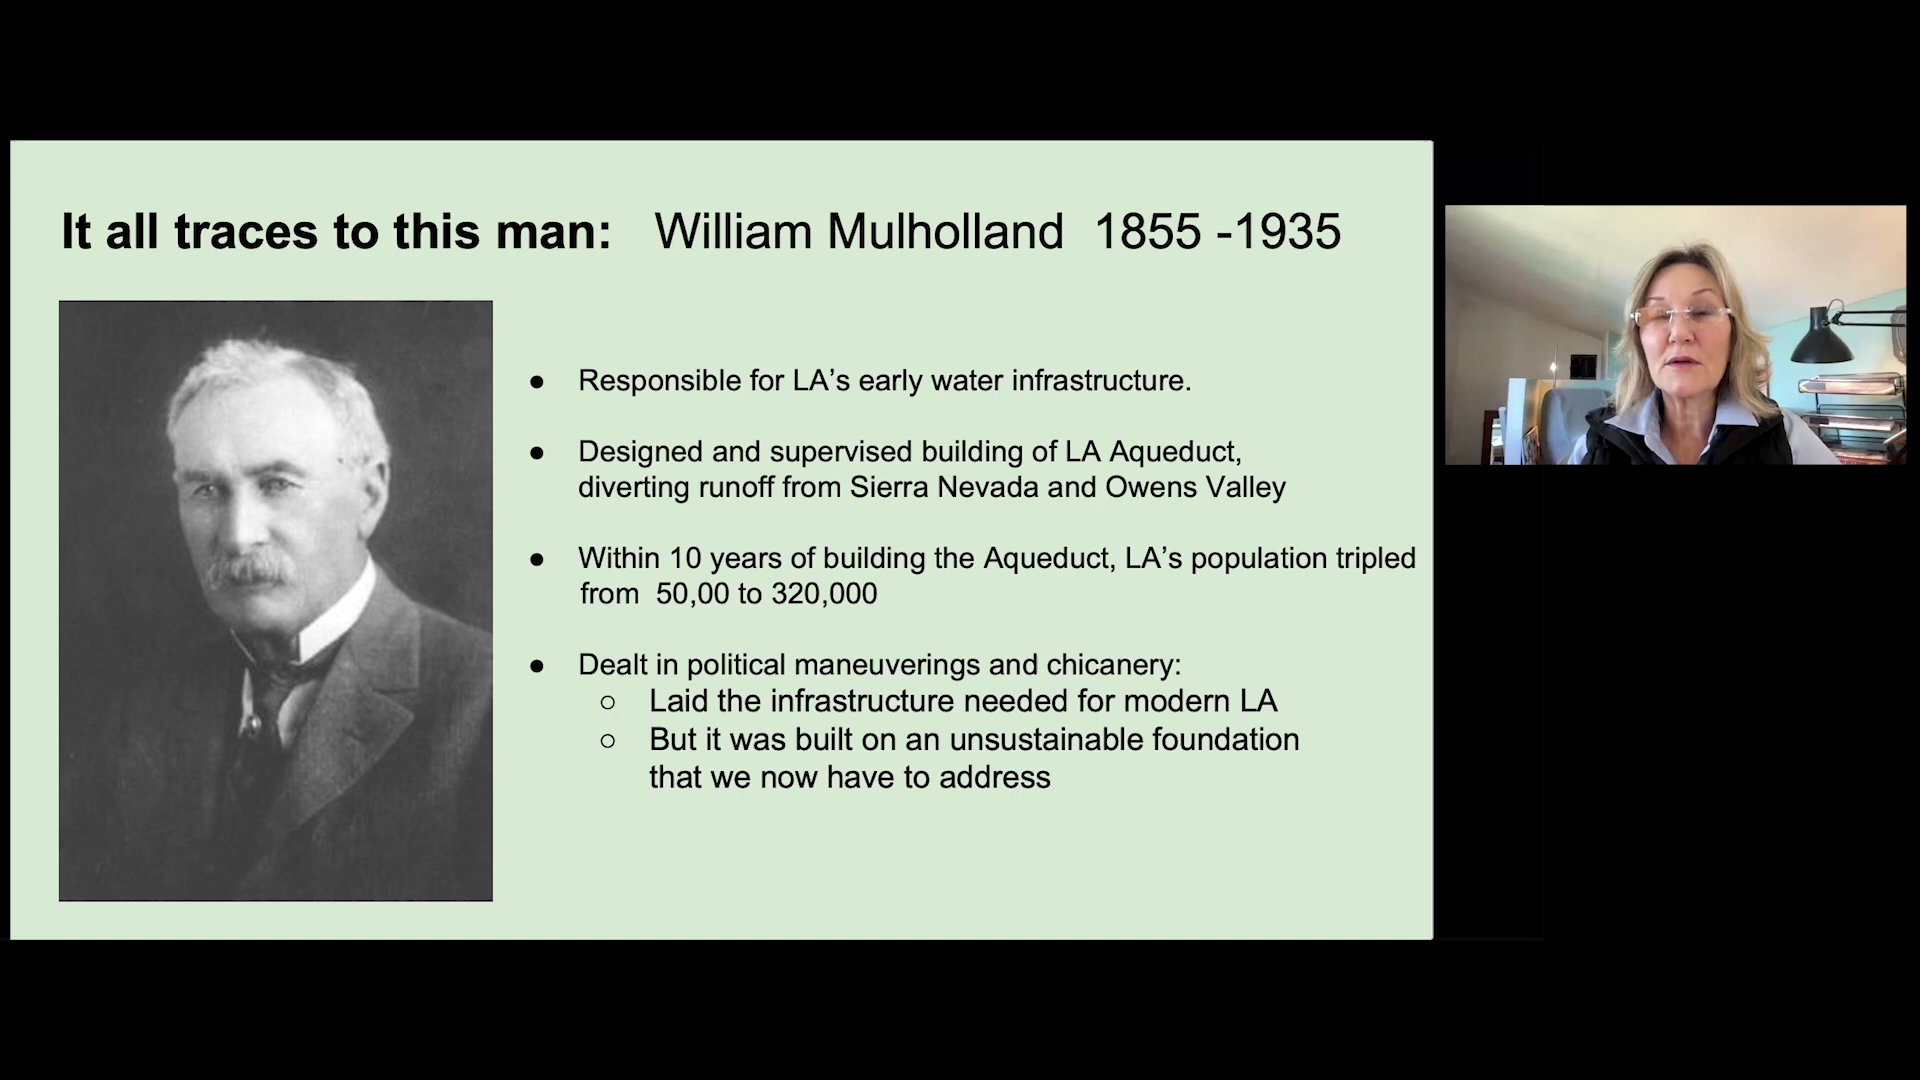 It all traces to this man: William Mulholland 1855 -1935
● Responsible for LA’s early water infrastructure.
● Designed and supervised building of LA Aqueduct,
diverting runoff from Sierra Nevada and Owens Valley
● Within 10 years of building the Aqueduct, LA’s population tripled
from 50,00 to 320,000
● Dealt in political maneuverings and chicanery:
○ Laid the infrastructure needed for modern LA
○ But it was built on an unsustainable foundation
that we now have to address